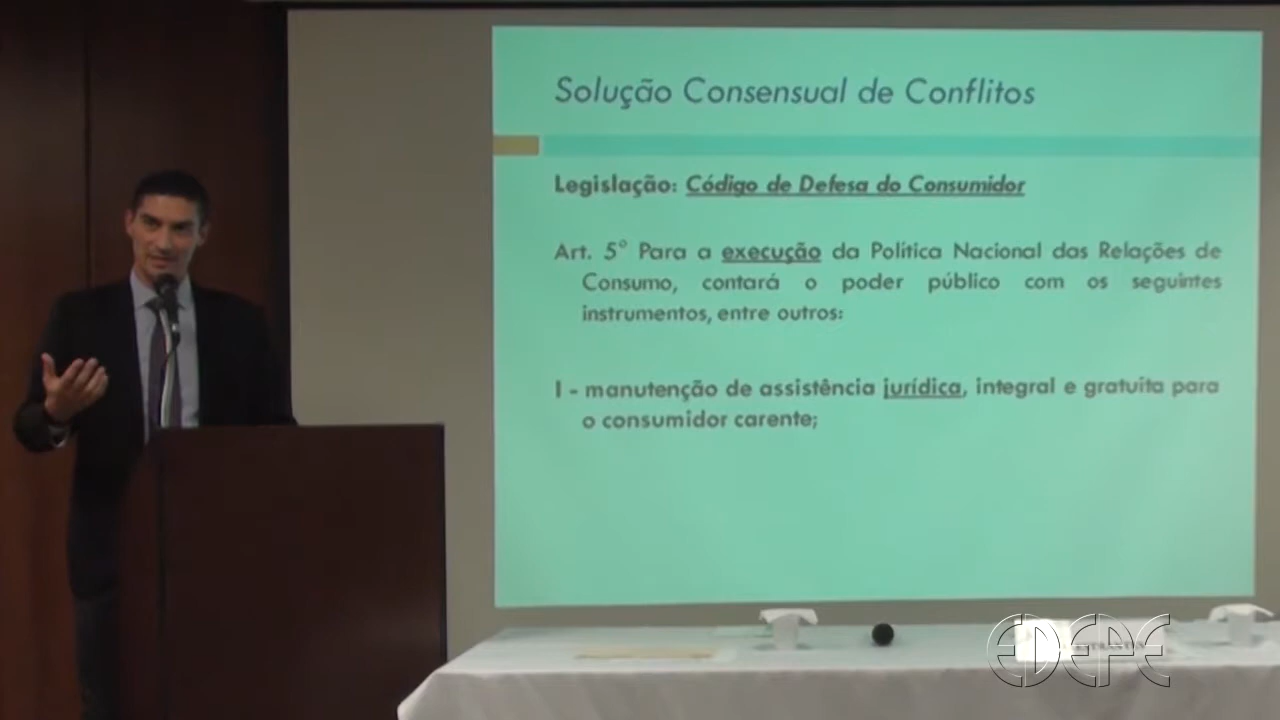 Solução Consensual de Conflitos
Legislação: Código de Defesa do Consumidor
Art. 5º Para a execução da Política Nacional das Relações de
Consumo, contará o poder público com os seguintes
instrumentos, entre outros:
I - manutenção de assistência jurídica, integral e gratuita para
o consumidor carente;
EDEPE